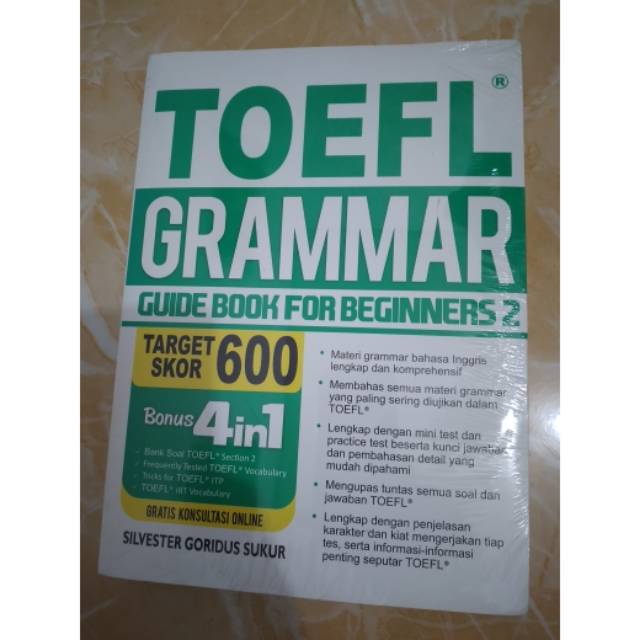 TOEFL®
GRAMMAR
GUIDE BOOK FOR BEGINNERS 2
TARGET
SKOR 600
Bonus 4in1
- Bank Soal TOEFL® Section 2
- Frequently Tested TOEFL® Vocabulary
- Tricks for TOEFL® ITP
- TOEFL® IBT Vocabulary
GRATIS KONSULTASI ONLINE
SILVESTER GORIDUS SUKUR
• Materi grammar bahasa Inggris
lengkap dan komprehensif
• Membahas semua materi grammar
yang paling sering diujikan dalam
TOEFL®
• Lengkap dengan mini test dan
practice test beserta kunci jawaban
dan pembahasan detail yang
mudah dipahami
• Mengupas tuntas semua soal dan
jawaban TOEFL®
• Lengkap dengan penjelasan
karakter dan kiat mengerjakan tiap
tes, serta informasi-informasi
penting seputar TOEFL®